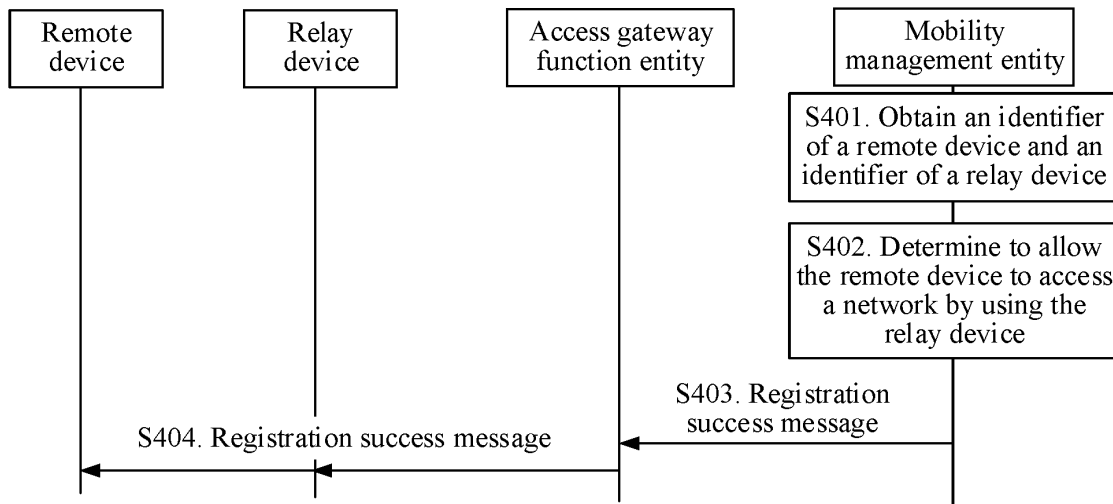 Remote
device
Relay
device
Access gateway
function entity
Mobility
management entity
S401. Obtain an identifier
of a remote device and an
identifier of a relay device
S402. Determine to allow
the remote device to access
a network by using the
relay device
S403. Registration
success message
S404. Registration success message